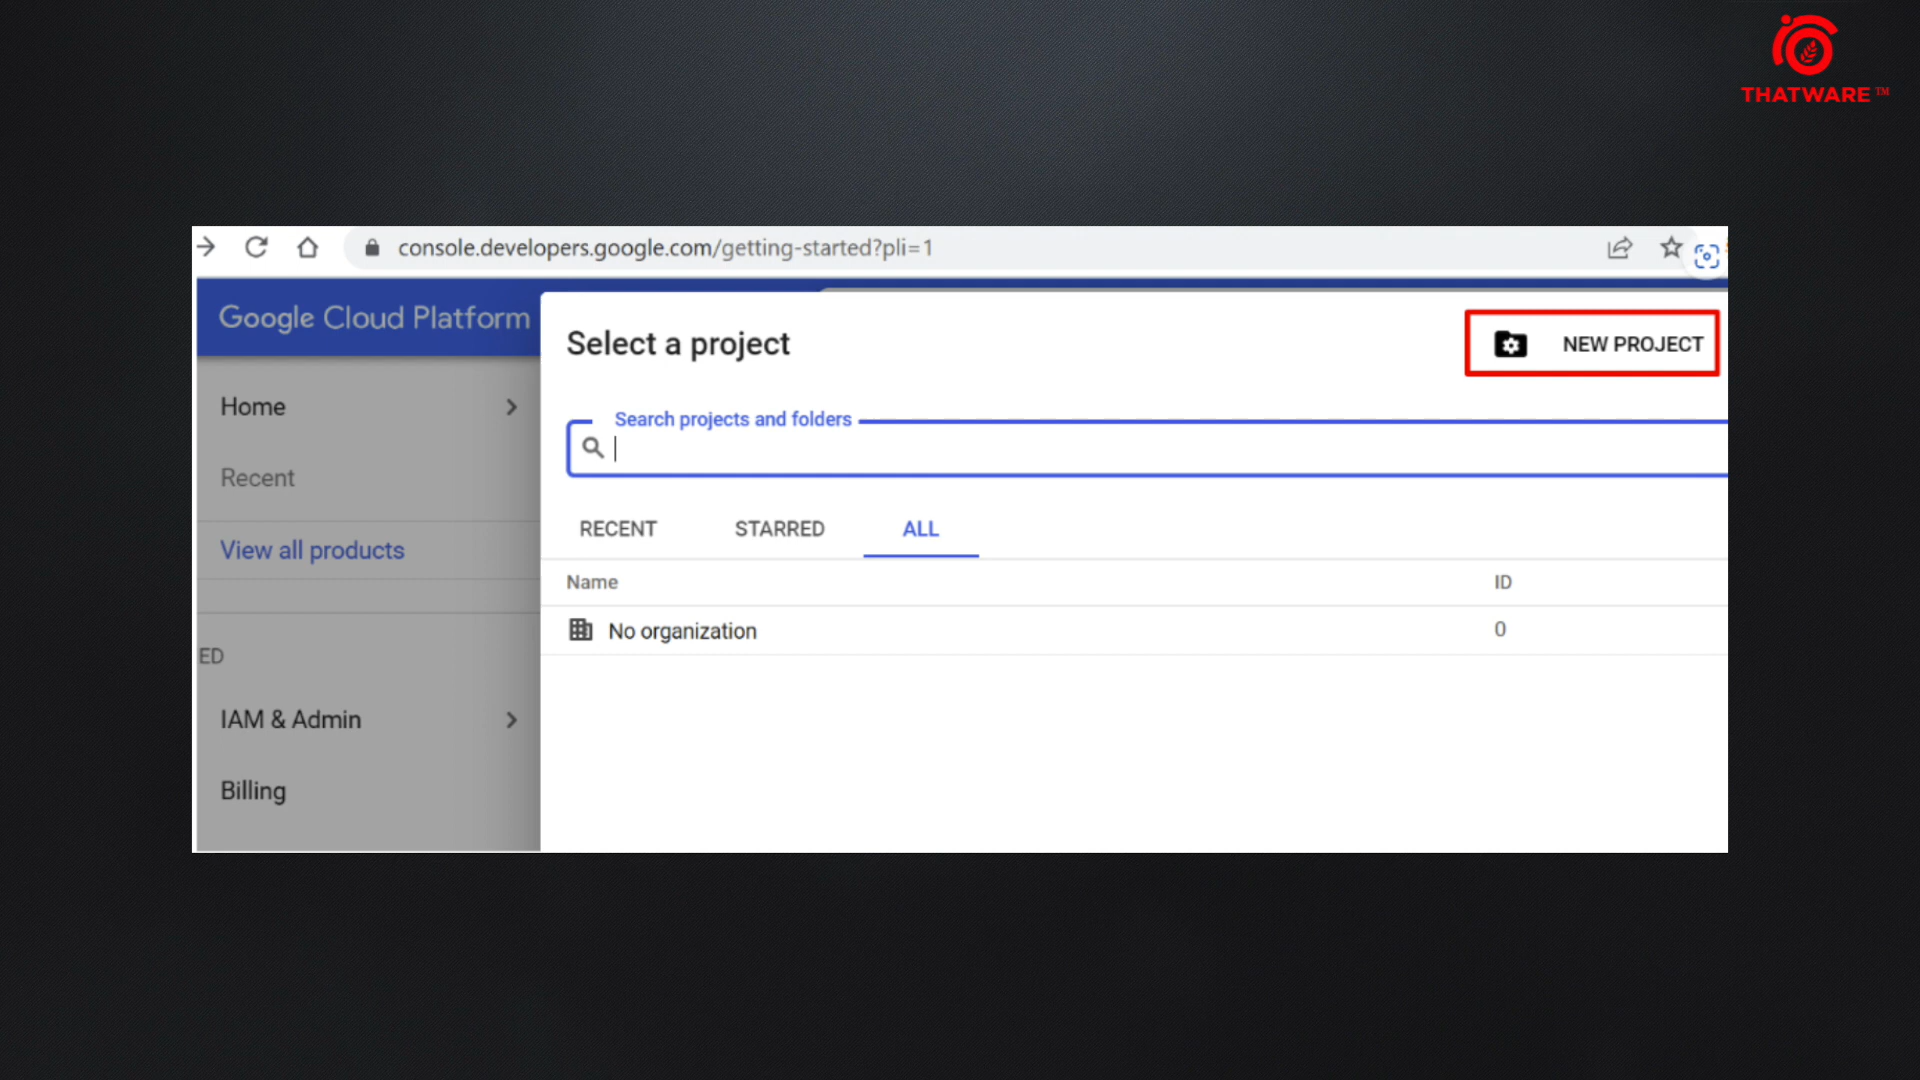 THATWARE™
console.developers.google.com/getting-started?pli=1
Google Cloud Platform
Select a project
NEW PROJECT
Home
Search projects and folders
Recent
RECENT STARRED ALL
View all products
Name ID
No organization 0
ED
IAM & Admin
Billing